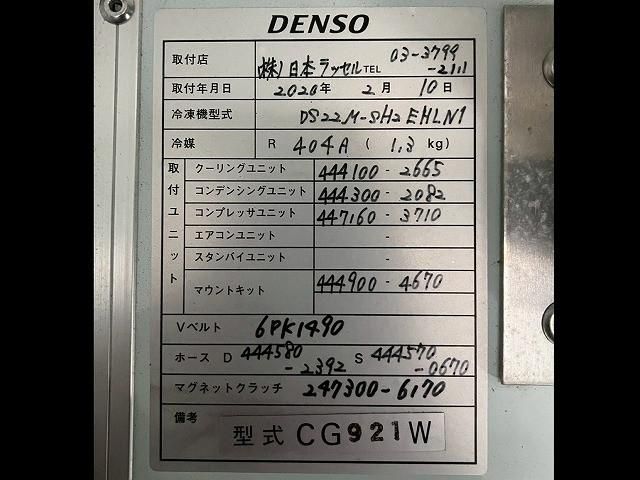 DENSO
取付店 (株)日本ラッセル TEL 03-3799-2111
取付年月日 2020年 2月 10日
冷凍機型式 DS22M-SH2EHLN1
冷媒 R 404A ( 1.3 kg)
取付ユニット
クーリングユニット 444100-2665
コンデンシングユニット 444300-2082
コンプレッサユニット 447160-3710
エアコンユニット -
スタンバイユニット -
マウントキット 444900-4670
-
Vベルト 6PK1490
ホース D 444580-2392 S 444570-0670
マグネットクラッチ 247300-6170
備考
型式 CG921W